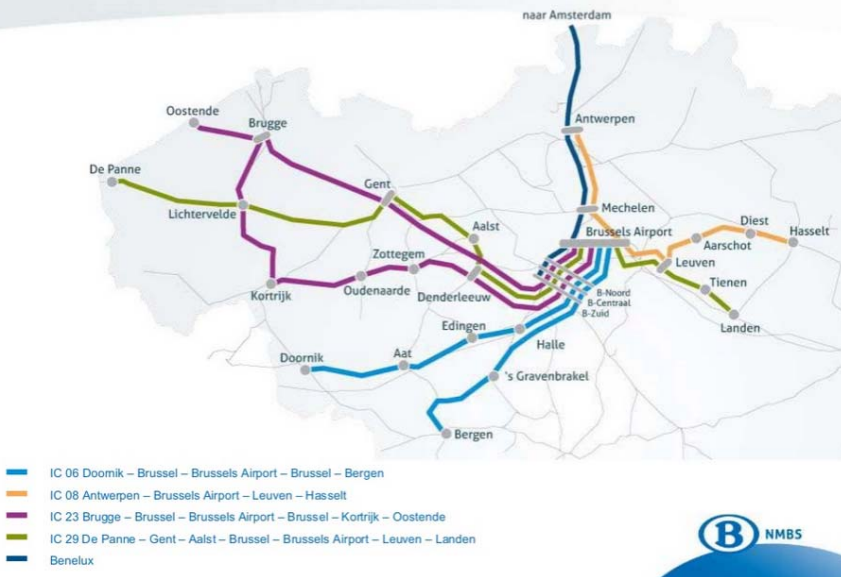 naar Amsterdam
Oostende
Brugge
Antwerpen
De Panne
Gent
Lichtervelde
Mechelen
Aalst
Brussels Airport
Diest
Hasselt
Aarschot
Leuven
Zottegem
Tienen
Kortrijk
Oudenaarde
Denderleeuw
B-Noord
B-Centraal
B-Zuid
Landen
Edingen
Halle
Doornik
Aat
's Gravenbrakel
Bergen
IC 06 Doornik – Brussel – Brussels Airport – Brussel – Bergen
IC 08 Antwerpen – Brussels Airport – Leuven – Hasselt
IC 23 Brugge – Brussel – Brussels Airport – Brussel – Kortrijk – Oostende
IC 29 De Panne – Gent – Aalst – Brussel – Brussels Airport – Leuven – Landen
Benelux
B NMBS